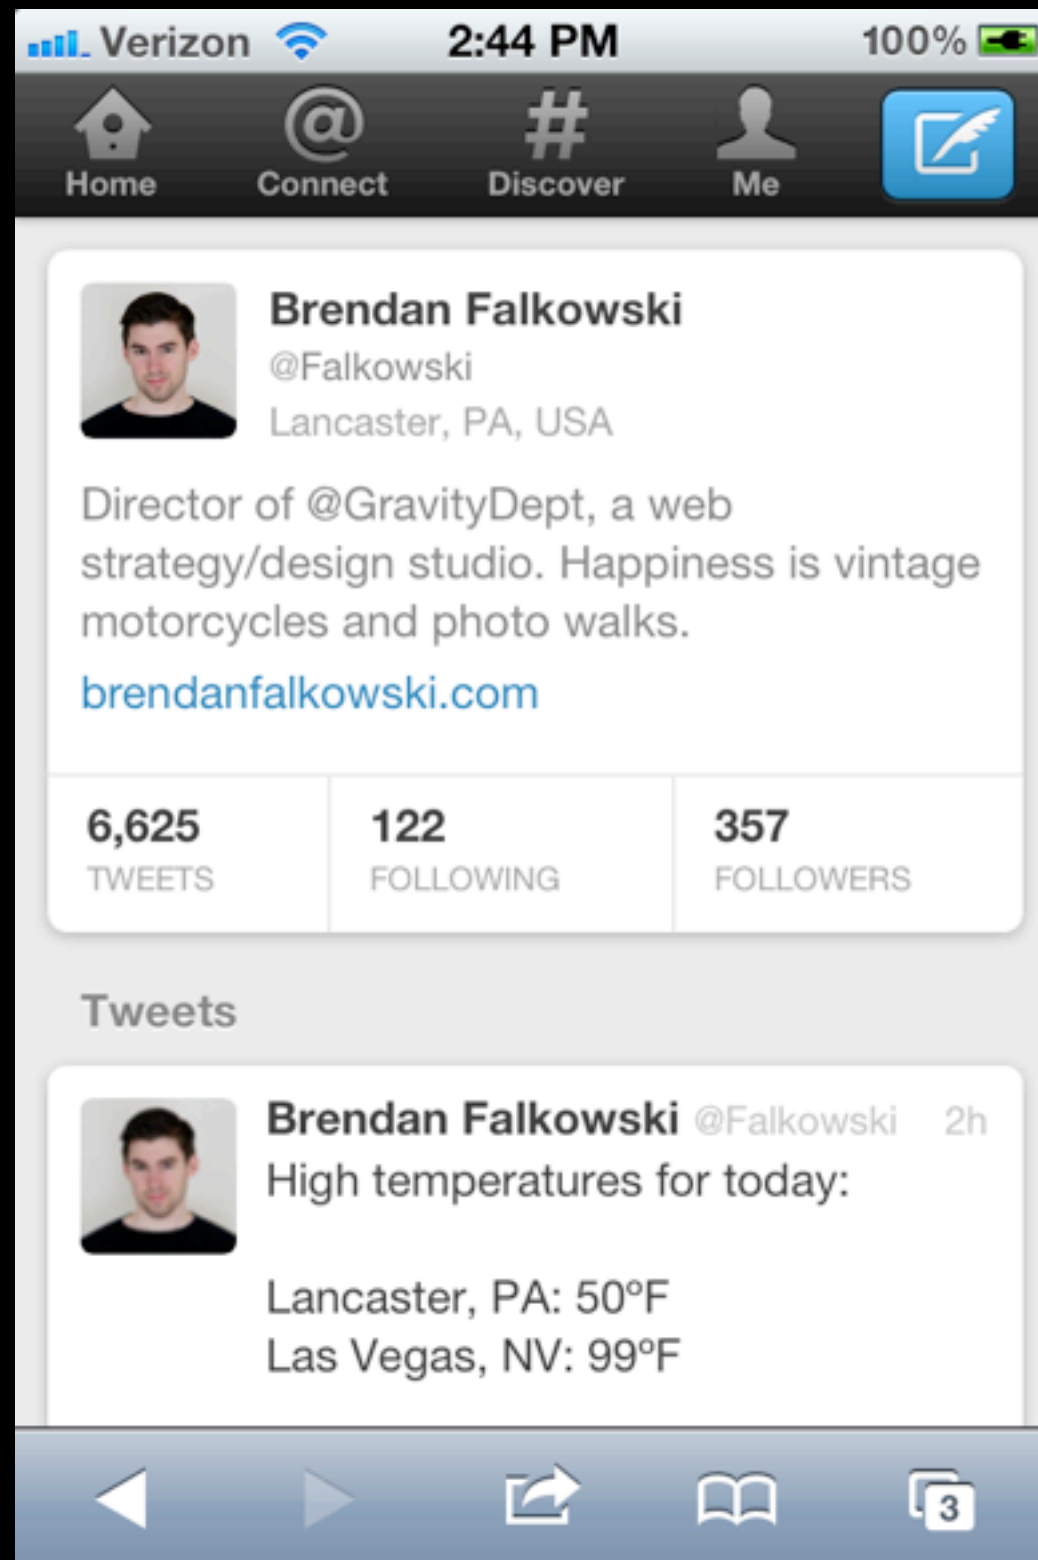 Verizon 2:44 PM 100%
Home Connect Discover Me
Brendan Falkowski
@Falkowski
Lancaster, PA, USA
Director of @GravityDept, a web
strategy/design studio. Happiness is vintage
motorcycles and photo walks.
brendanfalkowski.com
6,625 122 357
TWEETS FOLLOWING FOLLOWERS
Tweets
Brendan Falkowski @Falkowski 2h
High temperatures for today:
Lancaster, PA: 50ºF
Las Vegas, NV: 99ºF
3